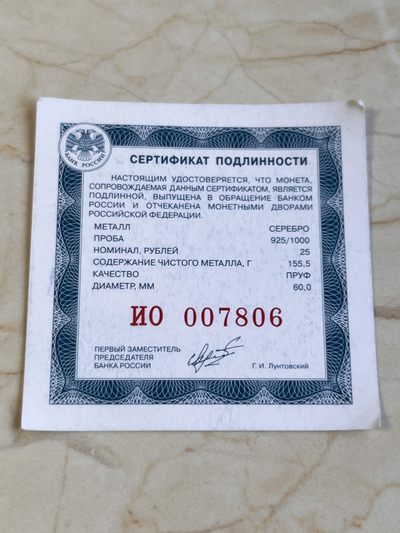 БАНК РОССИИ
СЕРТИФИКАТ ПОДЛИННОСТИ
НАСТОЯЩИМ УДОСТОВЕРЯЕТСЯ, ЧТО МОНЕТА,
СОПРОВОЖДАЕМАЯ ДАННЫМ СЕРТИФИКАТОМ, ЯВЛЯЕТСЯ
ПОДЛИННОЙ, ВЫПУЩЕНА В ОБРАЩЕНИЕ БАНКОМ
РОССИИ И ОТЧЕКАНЕНА МОНЕТНЫМИ ДВОРАМИ
РОССИЙСКОЙ ФЕДЕРАЦИИ.
МЕТАЛЛ СЕРЕБРО
ПРОБА 925/1000
НОМИНАЛ, РУБЛЕЙ 25
СОДЕРЖАНИЕ ЧИСТОГО МЕТАЛЛА, Г 155,5
КАЧЕСТВО ПРУФ
ДИАМЕТР, ММ 60,0
ИО 007806
ПЕРВЫЙ ЗАМЕСТИТЕЛЬ
ПРЕДСЕДАТЕЛЯ
БАНКА РОССИИ Г. И. Лунтовский